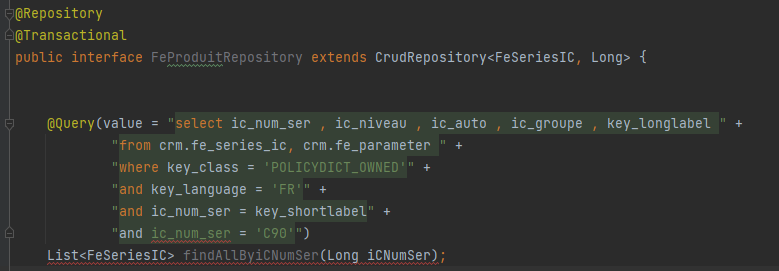 @Repository
@Transactional
public interface FeProduitRepository extends CrudRepository<FeSeriesIC, Long> {
@Query(value = "select ic_num_ser , ic_niveau , ic_auto , ic_groupe , key_longlabel " +
"from crm.fe_series_ic, crm.fe_parameter " +
"where key_class = 'POLICYDICT_OWNED'" +
"and key_language = 'FR'" +
"and ic_num_ser = key_shortlabel" +
"and ic_num_ser = 'C90'")
List<FeSeriesIC> findAllByiCNumSer(Long iCNumSer);